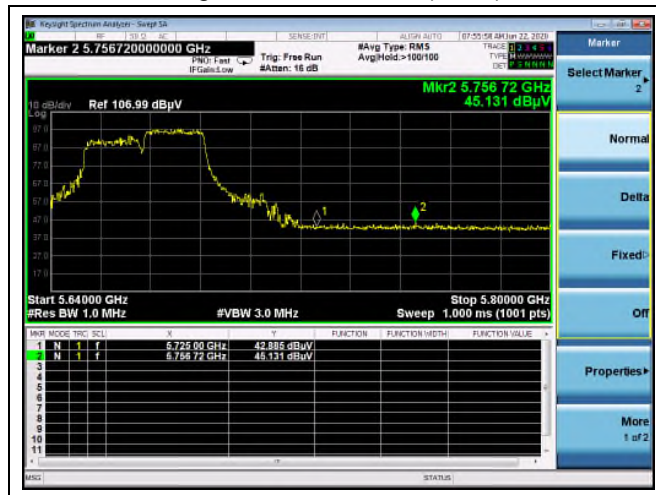 Keysight Spectrum Analyzer - Swept SA
RF 50 Ω AC SENSE:INT ALIGN AUTO 07:55:58 AM Jun 22, 2020
Marker 2 5.756720000000 GHz
PNO: Fast
IFGain:Low
Trig: Free Run
#Atten: 16 dB
#Avg Type: RMS
Avg|Hold:>100/100
TRACE 1 2 3 4 5 6
TYPE M W W W W W
DET P S N N N N
Mkr2 5.756 72 GHz
45.131 dBµV
10 dB/div Ref 106.99 dBµV
Log
97.0
87.0
77.0
67.0
57.0
47.0
37.0
27.0
17.0
1
2
Start 5.64000 GHz Stop 5.80000 GHz
#Res BW 1.0 MHz #VBW 3.0 MHz Sweep 1.000 ms (1001 pts)
MKR MODE TRC SCL X Y FUNCTION FUNCTION WIDTH FUNCTION VALUE
1 N 1 f 5.725 00 GHz 42.885 dBµV
2 N 1 f 5.756 72 GHz 45.131 dBµV
3
4
5
6
7
8
9
10
11
MSG STATUS
Marker
Select Marker
2
Normal
Delta
Fixed
Off
Properties
More
1 of 2